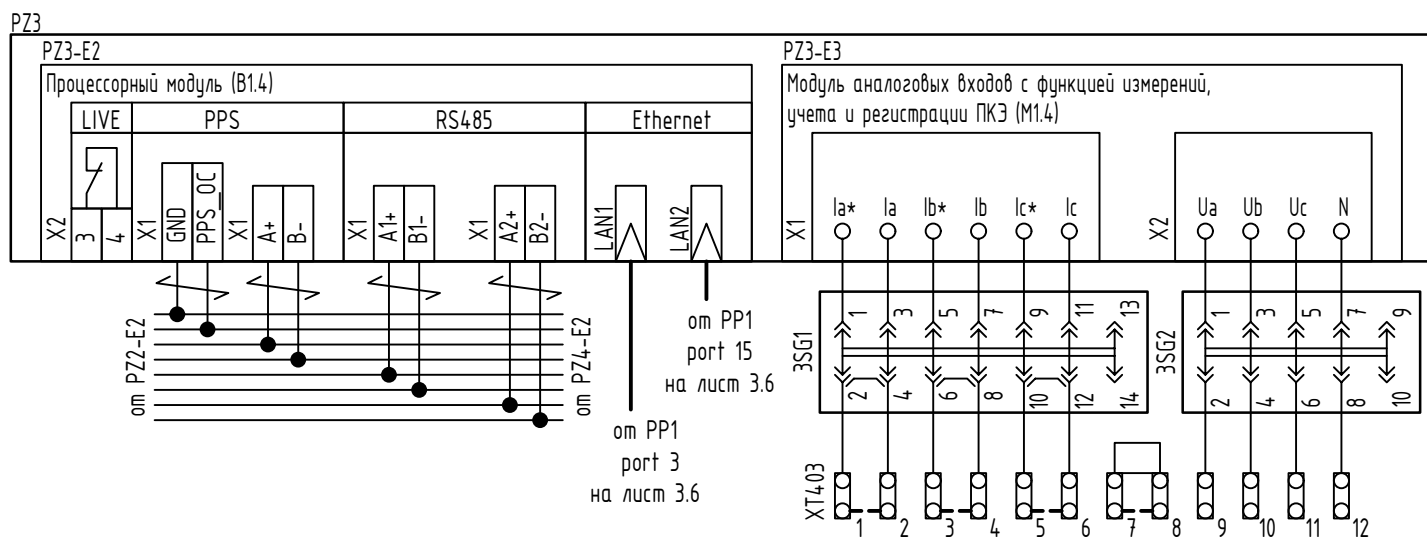 PZ3
PZ3-E2
PZ3-E3
Процессорный модуль (В1.4)
Модуль аналоговых входов с функцией измерений,
учета и регистрации ПКЭ (М1.4)
LIVE
PPS
RS485
Ethernet
X2
3
4
X1
GND
PPS_OC
X1
A+
B-
X1
A1+
B1-
X1
A2+
B2-
LAN1
LAN2
X1
Ia*
Ia
Ib*
Ib
Ic*
Ic
X2
Ua
Ub
Uc
N
от PZ2-E2
от PZ4-E2
от PP1
port 3
на лист 3.6
от PP1
port 15
на лист 3.6
3SG1
1
3
5
7
9
11
13
2
4
6
8
10
12
14
3SG2
1
3
5
7
9
2
4
6
8
10
XT403
1
2
3
4
5
6
7
8
9
10
11
12